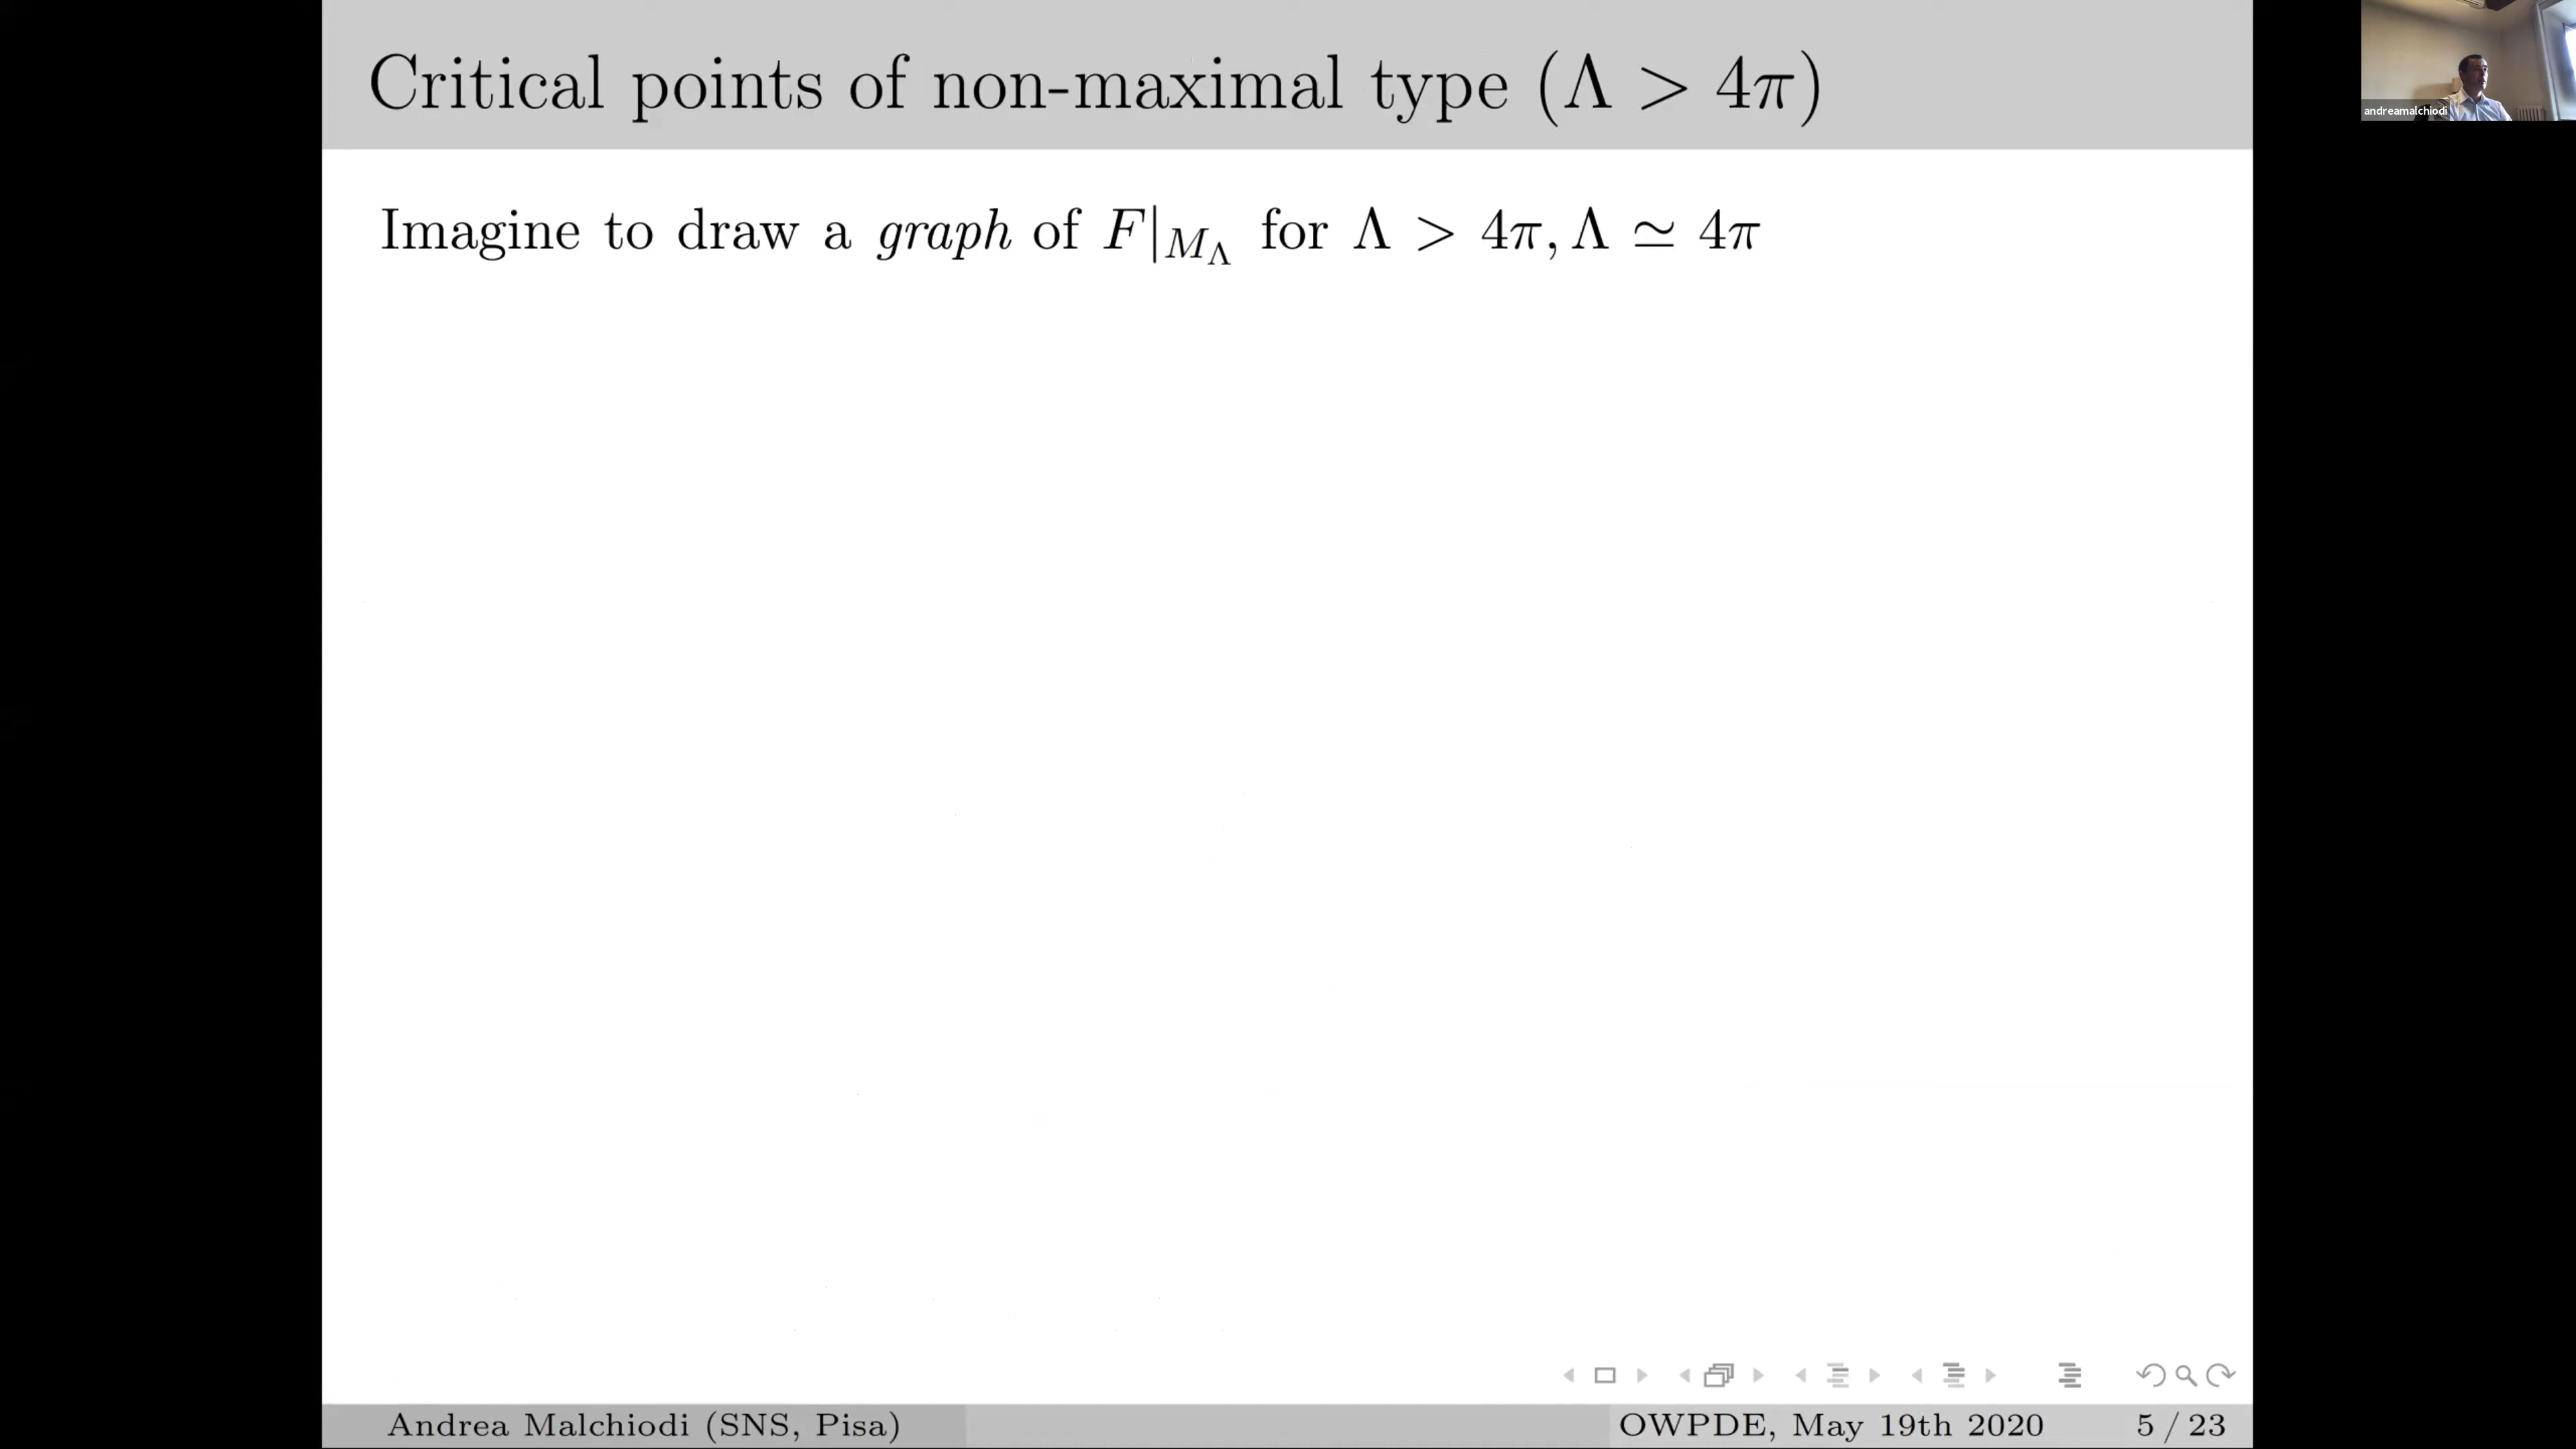 Critical points of non-maximal type (Λ > 4π)
andreamalchiodi
Imagine to draw a graph of F|_{M_Λ} for Λ > 4π, Λ ≃ 4π
Andrea Malchiodi (SNS, Pisa) OWPDE, May 19th 2020 5 / 23